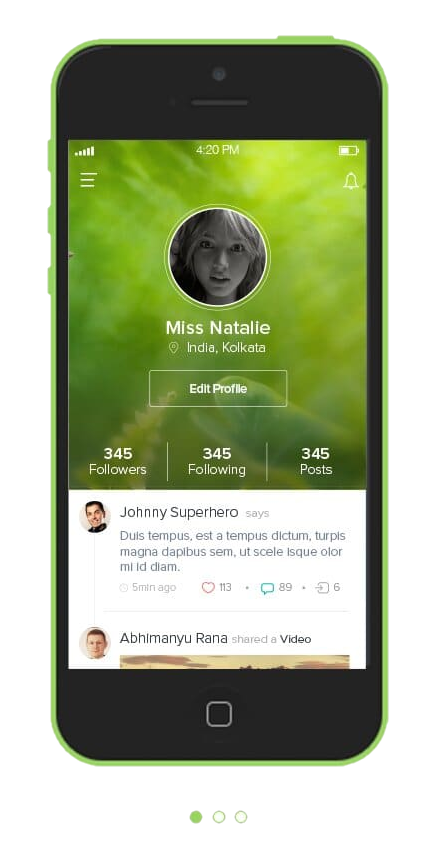 4:20 PM
Miss Natalie
India, Kolkata
Edit Profile
345 345 345
Followers Following Posts
Johnny Superhero says
Duis tempus, est a tempus dictum, turpis
magna dapibus sem, ut scele isque olor
mi id diam.
5min ago 113 • 89 • 6
Abhimanyu Rana shared a Video